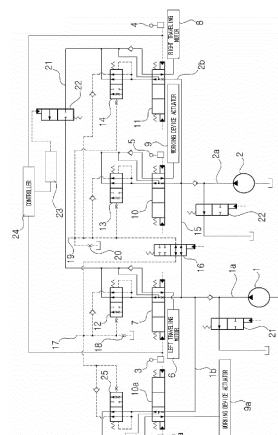 24
CONTROLLER
21
22
23
4
8
RIGHT TRAVELING
MOTOR
14
11
2b
19
20
5
9
WORKING DEVICE ACTUATOR
13
10
15
2a
2
22
16
17
18
12
7
3
LEFT TRAVELING
MOTOR
6
25
10a
1b
1a
1
21
WORKING DEVICE ACTUATOR
9a